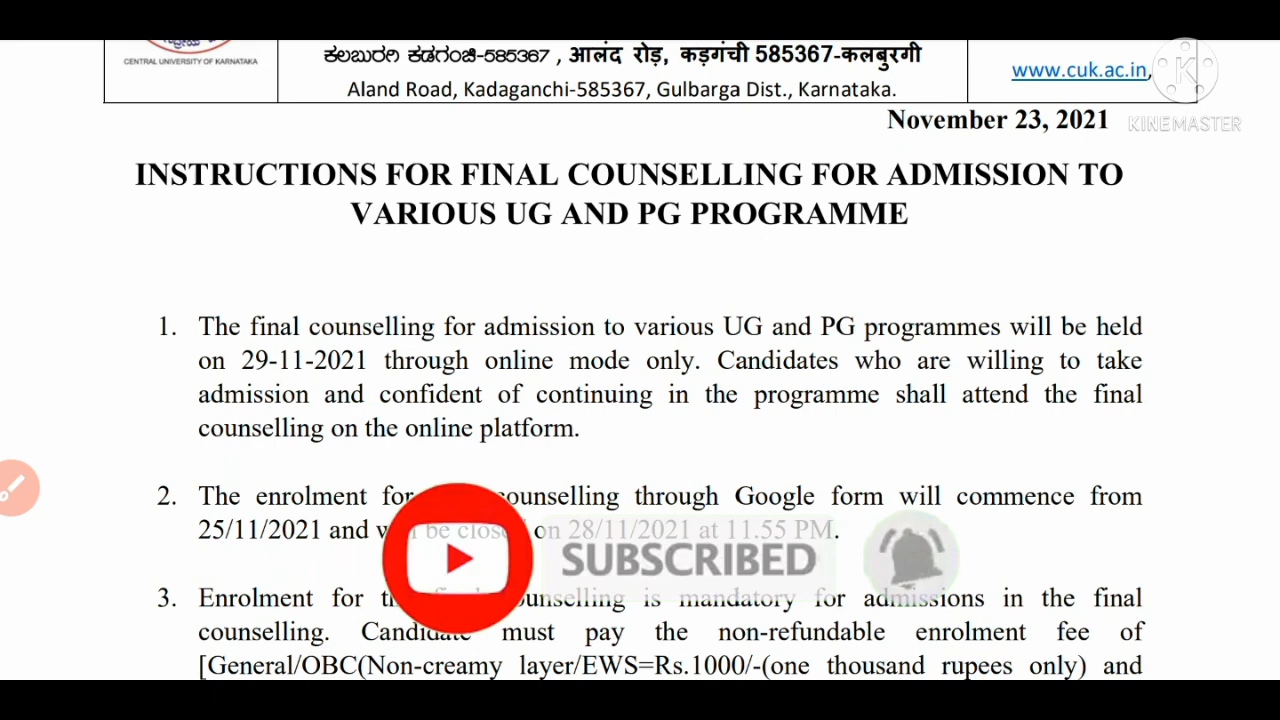 CENTRAL UNIVERSITY OF KARNATAKA
ಕಲಬುರಗಿ ಕಡಗಂಚಿ-585367 , आलंद रोड़, कड़गंची 585367-कलबुरगी
Aland Road, Kadaganchi-585367, Gulbarga Dist., Karnataka.
www.cuk.ac.in,
K
KINEMASTER
November 23, 2021
INSTRUCTIONS FOR FINAL COUNSELLING FOR ADMISSION TO
VARIOUS UG AND PG PROGRAMME
1. The final counselling for admission to various UG and PG programmes will be held
on 29-11-2021 through online mode only. Candidates who are willing to take
admission and confident of continuing in the programme shall attend the final
counselling on the online platform.
2. The enrolment for counselling through Google form will commence from
25/11/2021 and will be closed on 28/11/2021 at 11.55 PM.
SUBSCRIBED
3. Enrolment for the final counselling is mandatory for admissions in the final
counselling. Candidate must pay the non-refundable enrolment fee of
[General/OBC(Non-creamy layer/EWS=Rs.1000/-(one thousand rupees only) and